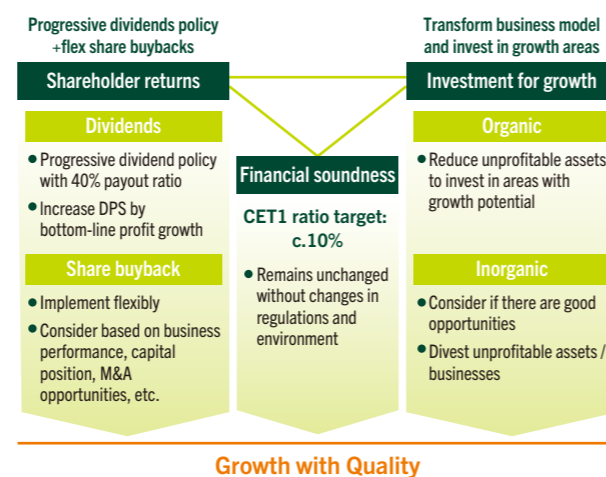 Progressive dividends policy
+flex share buybacks
Shareholder returns
Dividends
• Progressive dividend policy
with 40% payout ratio
• Increase DPS by
bottom-line profit growth
Share buyback
• Implement flexibly
• Consider based on business
performance, capital
position, M&A
opportunities, etc.
Financial soundness
CET1 ratio target:
c.10%
• Remains unchanged
without changes in
regulations and
environment
Transform business model
and invest in growth areas
Investment for growth
Organic
• Reduce unprofitable assets
to invest in areas with
growth potential
Inorganic
• Consider if there are good
opportunities
• Divest unprofitable assets /
businesses
Growth with Quality